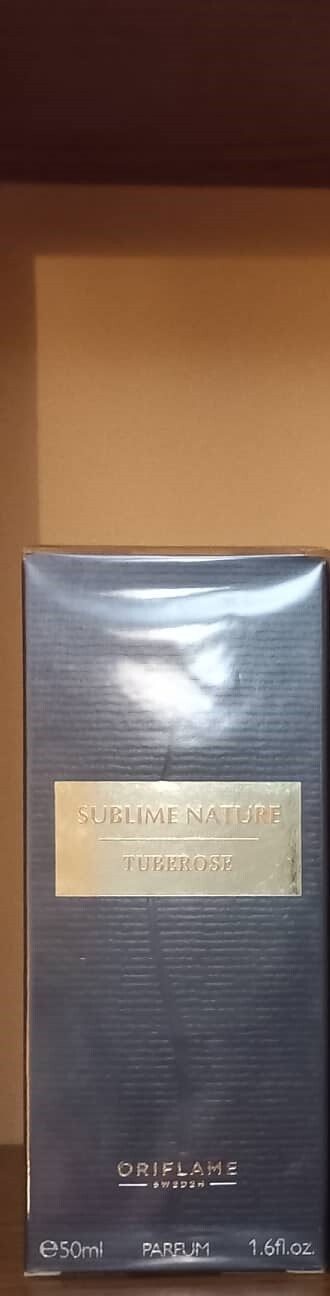 SUBLIME NATURE
TUBEROSE
ORIFLAME
SWEDEN
℮50ml PARFUM 1.6fl.oz.